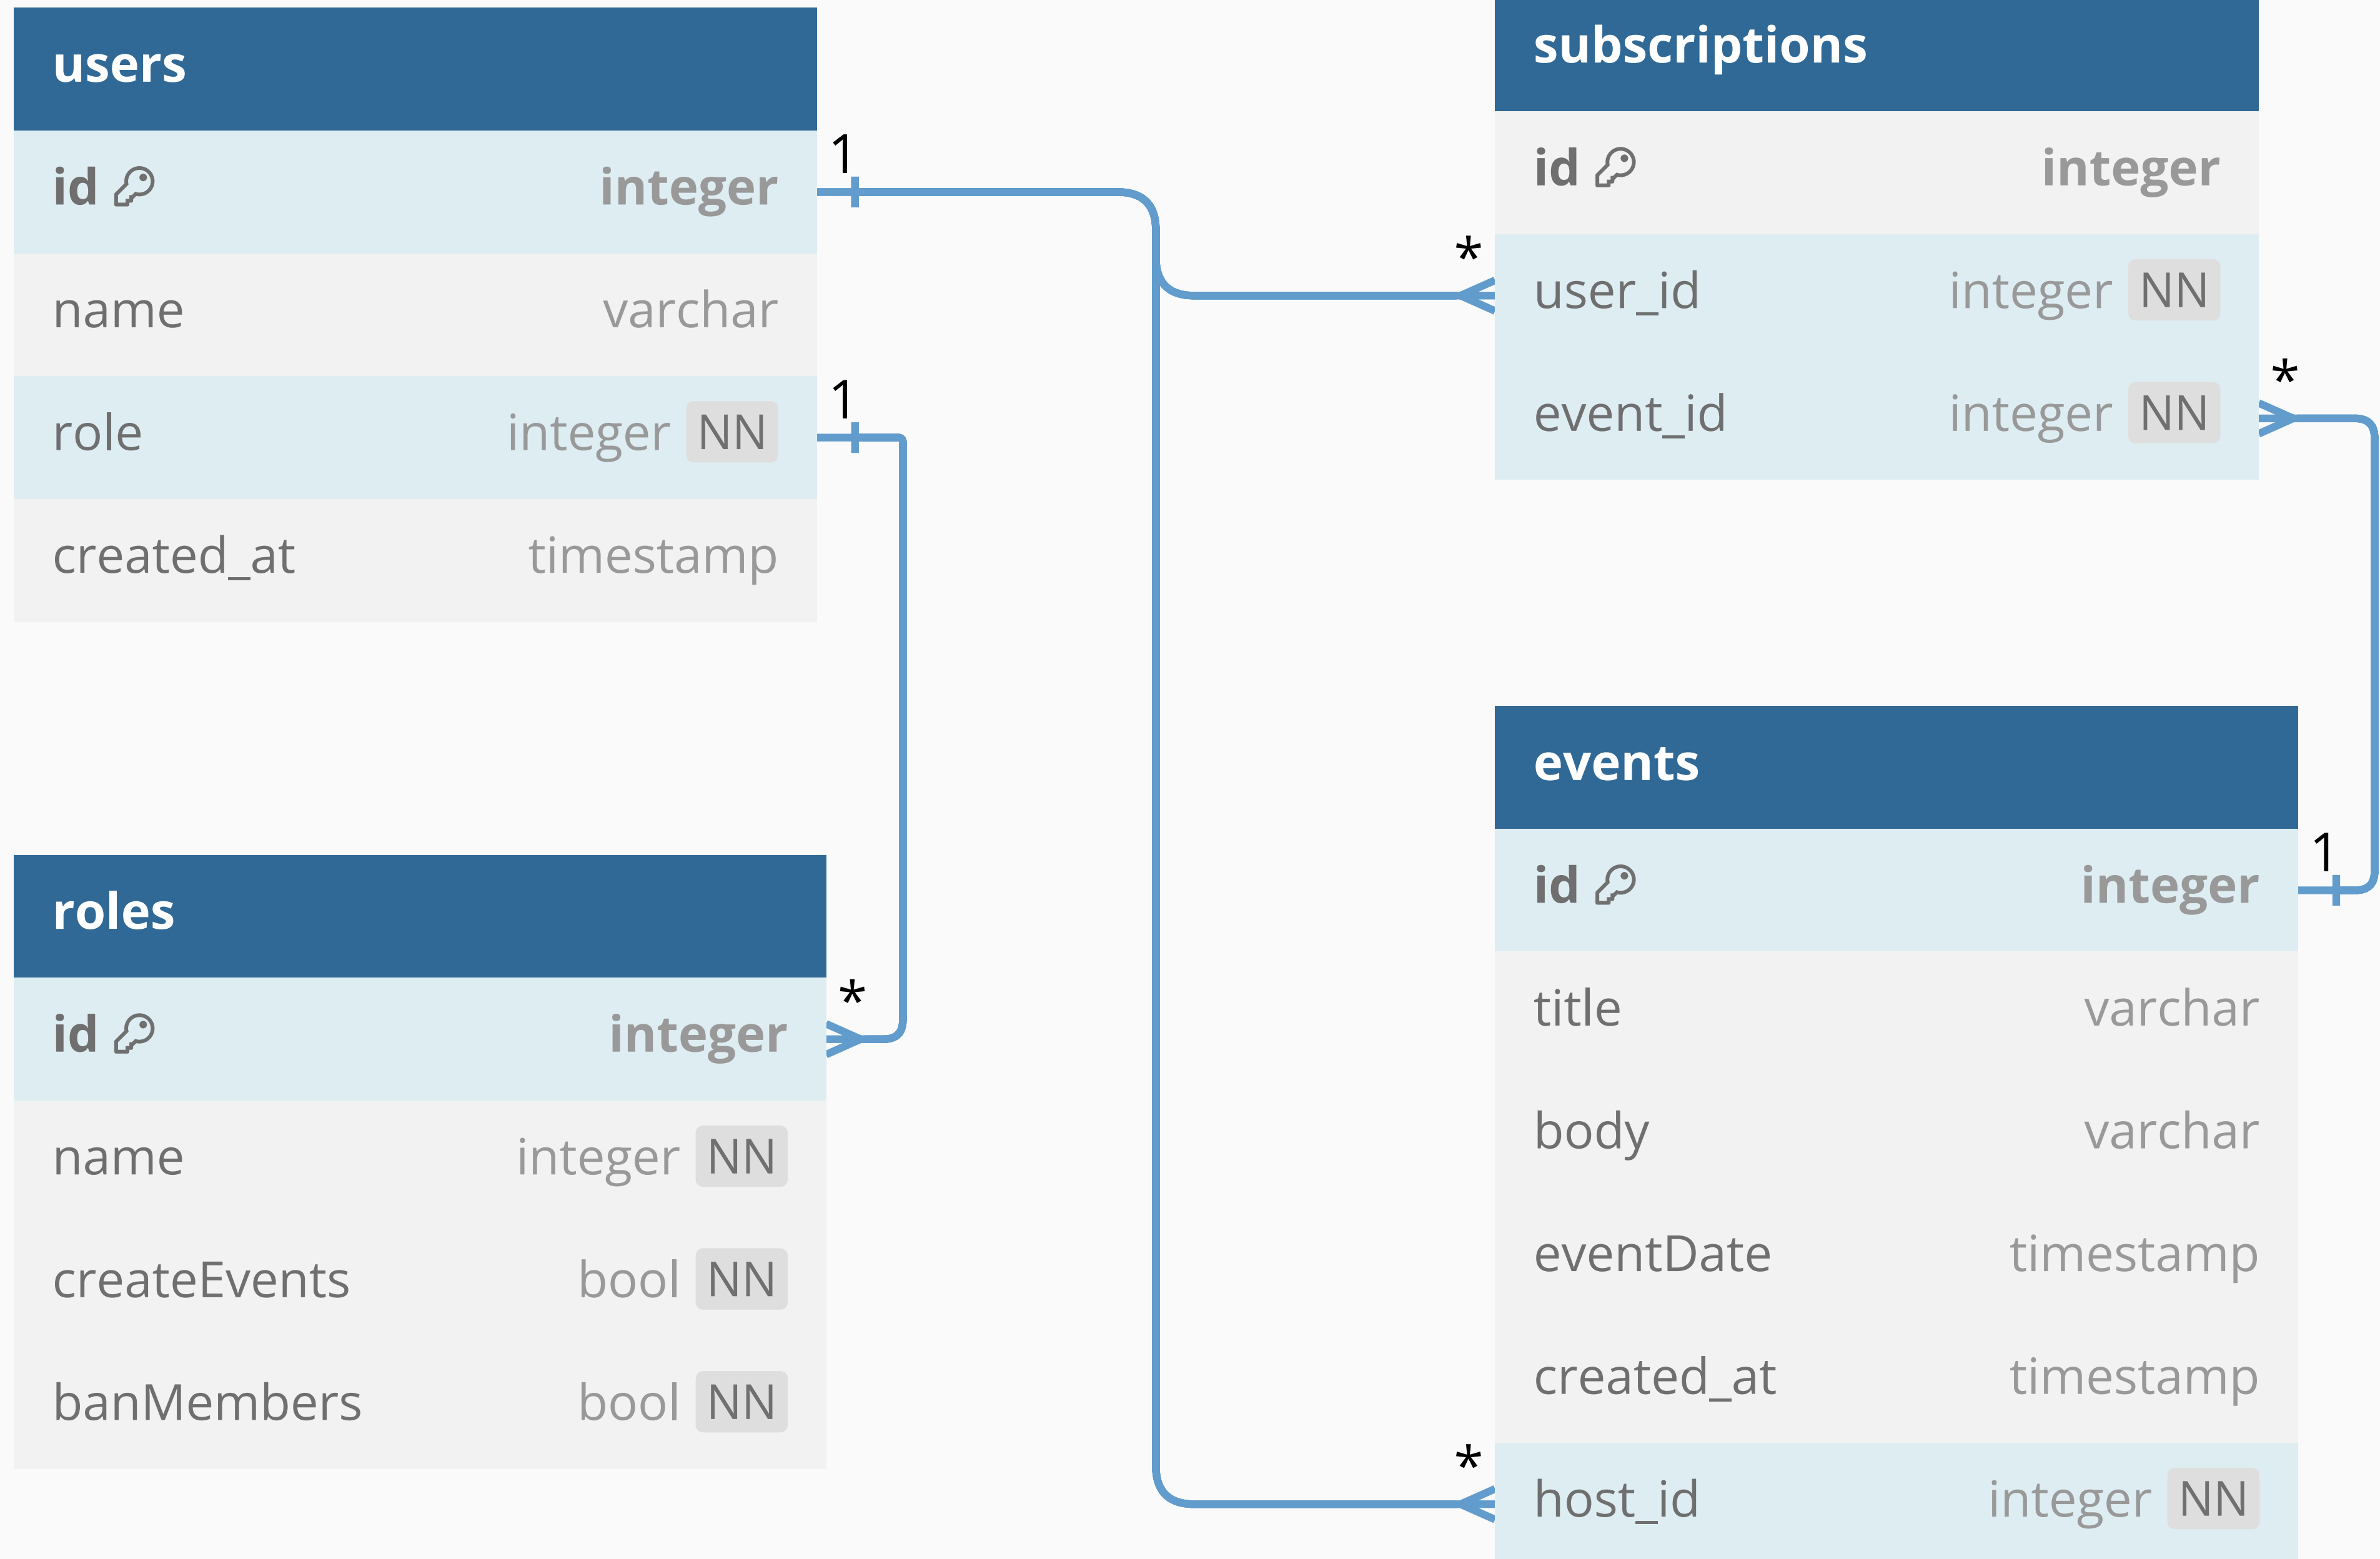 users
id integer
name varchar
role integer NN
created_at timestamp
1
1
roles
id integer
name integer NN
createEvents bool NN
banMembers bool NN
*
subscriptions
id integer
user_id integer NN
event_id integer NN
*
*
events
id integer
title varchar
body varchar
eventDate timestamp
created_at timestamp
host_id integer NN
1
*